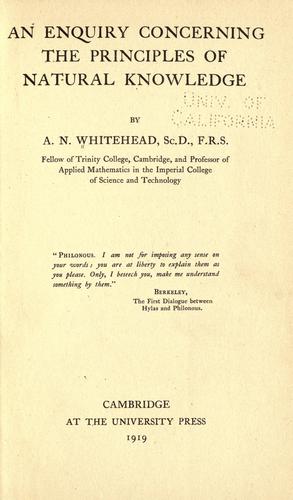 AN ENQUIRY CONCERNING
THE PRINCIPLES OF
NATURAL KNOWLEDGE
UNIV. OF
CALIFORNIA
BY
A. N. WHITEHEAD, Sc.D., F.R.S.
Fellow of Trinity College, Cambridge, and Professor of
Applied Mathematics in the Imperial College
of Science and Technology
"PHILONOUS. I am not for imposing any sense on
your words: you are at liberty to explain them as
you please. Only, I beseech you, make me understand
something by them."
BERKELEY,
The First Dialogue between
Hylas and Philonous.
CAMBRIDGE
AT THE UNIVERSITY PRESS
1919